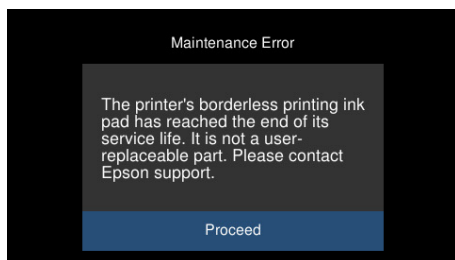 Maintenance Error
The printer's borderless printing ink
pad has reached the end of its
service life. It is not a user-
replaceable part. Please contact
Epson support.
Proceed